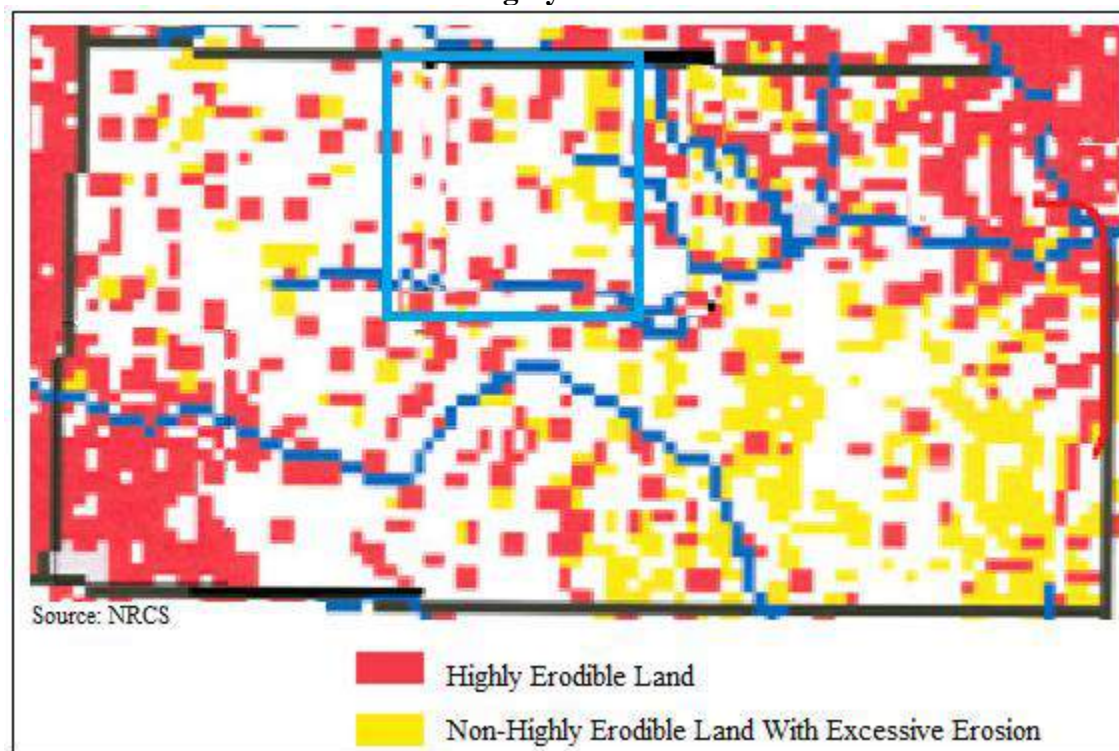 Source: NRCS
Highly Erodible Land
Non-Highly Erodible Land With Excessive Erosion